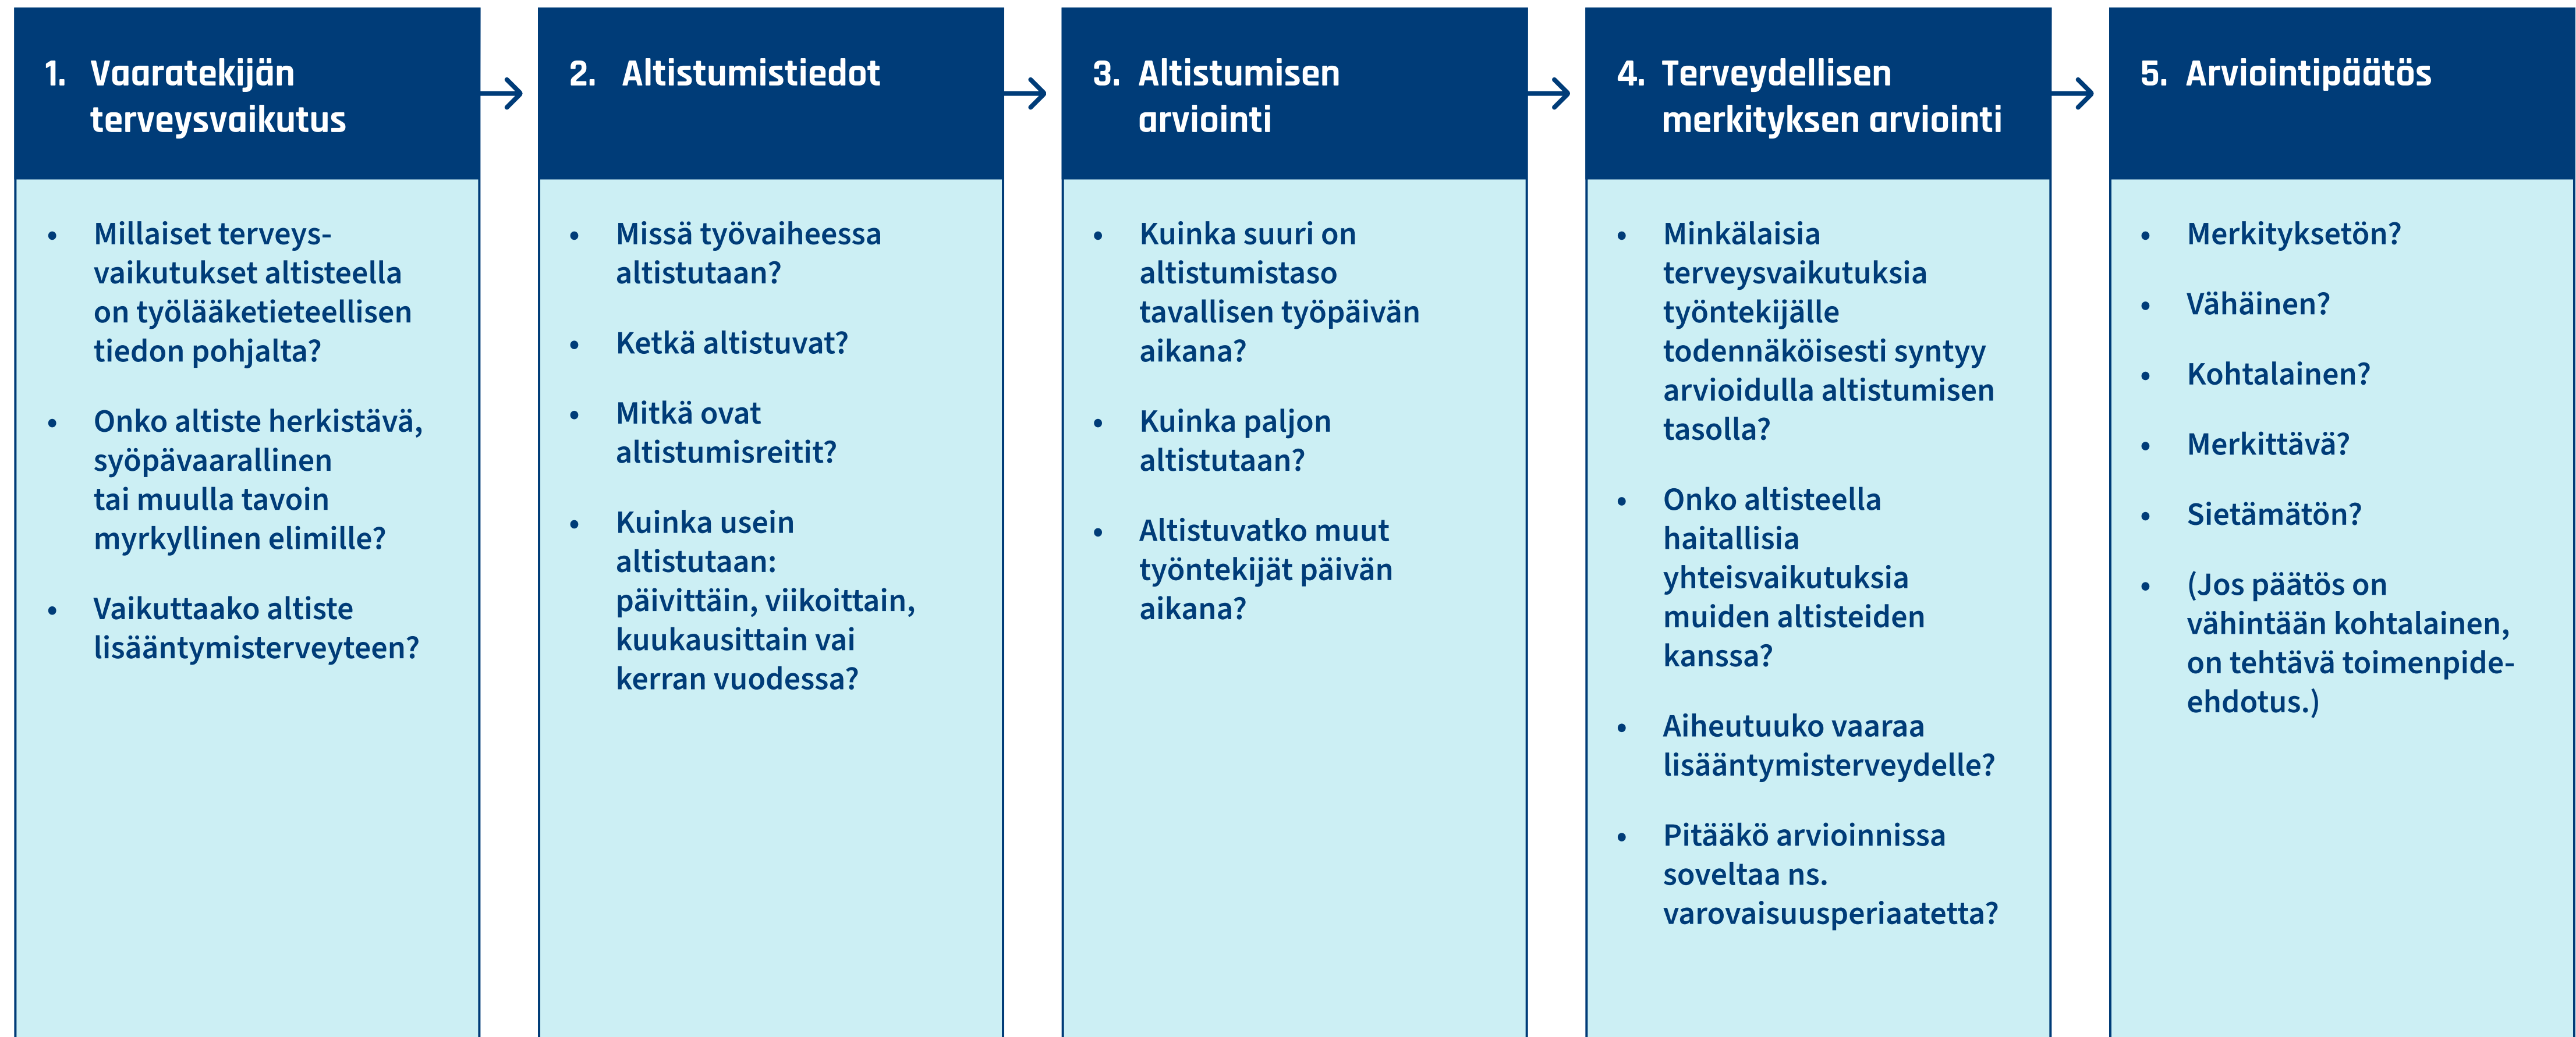 1. Vaaratekijän
terveysvaikutus
• Millaiset terveys-
vaikutukset altisteella
on työlääketieteellisen
tiedon pohjalta?
• Onko altiste herkistävä,
syöpävaarallinen
tai muulla tavoin
myrkyllinen elimille?
• Vaikuttaako altiste
lisääntymisterveyteen?
2. Altistumistiedot
• Missä työvaiheessa
altistutaan?
• Ketkä altistuvat?
• Mitkä ovat
altistumisreitit?
• Kuinka usein
altistutaan:
päivittäin, viikoittain,
kuukausittain vai
kerran vuodessa?
3. Altistumisen
arviointi
• Kuinka suuri on
altistumistaso
tavallisen työpäivän
aikana?
• Kuinka paljon
altistutaan?
• Altistuvatko muut
työntekijät päivän
aikana?
4. Terveydellisen
merkityksen arviointi
• Minkälaisia
terveysvaikutuksia
työntekijälle
todennäköisesti syntyy
arvioidulla altistumisen
tasolla?
• Onko altisteella
haitallisia
yhteisvaikutuksia
muiden altisteiden
kanssa?
• Aiheutuuko vaaraa
lisääntymisterveydelle?
• Pitääkö arvioinnissa
soveltaa ns.
varovaisuusperiaatetta?
5. Arviointipäätös
• Merkityksetön?
• Vähäinen?
• Kohtalainen?
• Merkittävä?
• Sietämätön?
• (Jos päätös on
vähintään kohtalainen,
on tehtävä toimenpide-
ehdotus.)